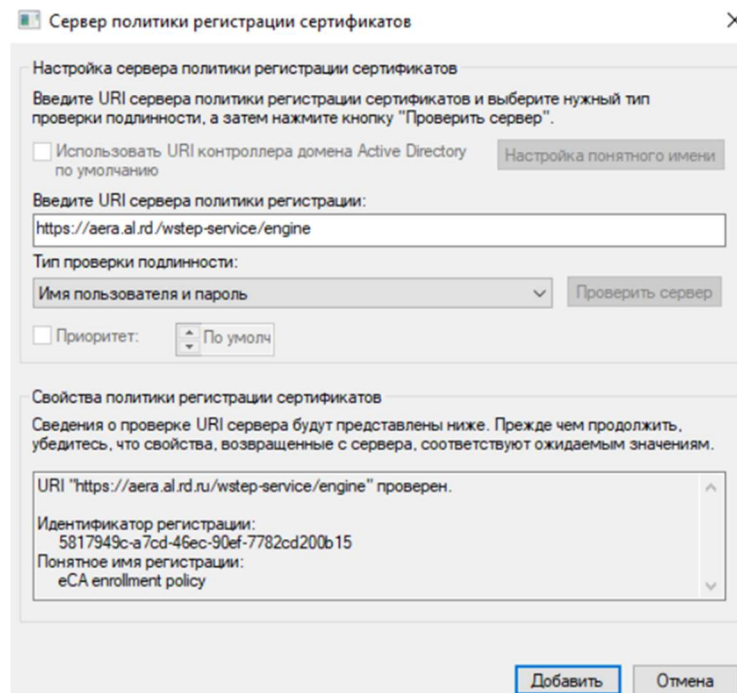 Сервер политики регистрации сертификатов
Настройка сервера политики регистрации сертификатов
Введите URI сервера политики регистрации сертификатов и выберите нужный тип
проверки подлинности, а затем нажмите кнопку "Проверить сервер".
Использовать URI контроллера домена Active Directory
по умолчанию
Настройка понятного имени
Введите URI сервера политики регистрации:
https://aera.al.rd/wstep-service/engine
Тип проверки подлинности:
Имя пользователя и пароль
Проверить сервер
Приоритет:
По умолч
Свойства политики регистрации сертификатов
Сведения о проверке URI сервера будут представлены ниже. Прежде чем продолжить,
убедитесь, что свойства, возвращенные с сервера, соответствуют ожидаемым значениям.
URI "https://aera.al.rd.ru/wstep-service/engine" проверен.
Идентификатор регистрации:
5817949c-a7cd-46ec-90ef-7782cd200b15
Понятное имя регистрации:
eCA enrollment policy
Добавить
Отмена